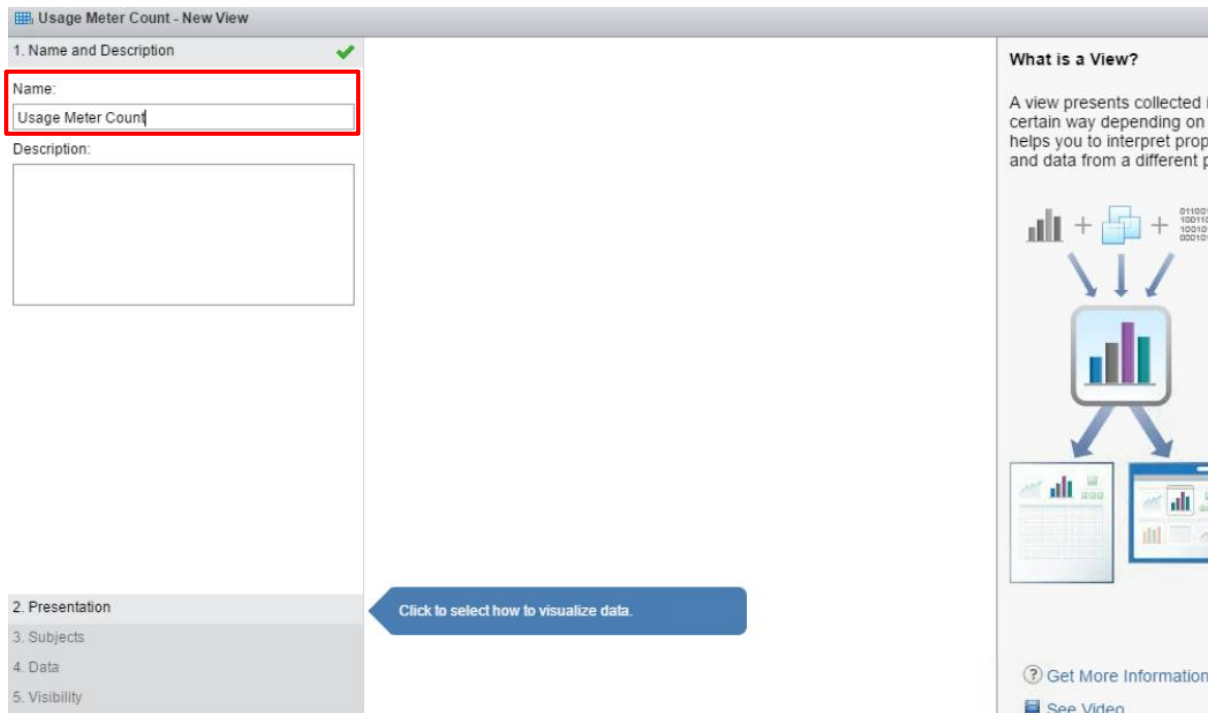 Usage Meter Count - New View
1. Name and Description
Name:
Usage Meter Count
Description:
2. Presentation
Click to select how to visualize data.
3. Subjects
4. Data
5. Visibility
What is a View?
A view presents collected
certain way depending on
helps you to interpret prop
and data from a different p
Get More Information
See Video